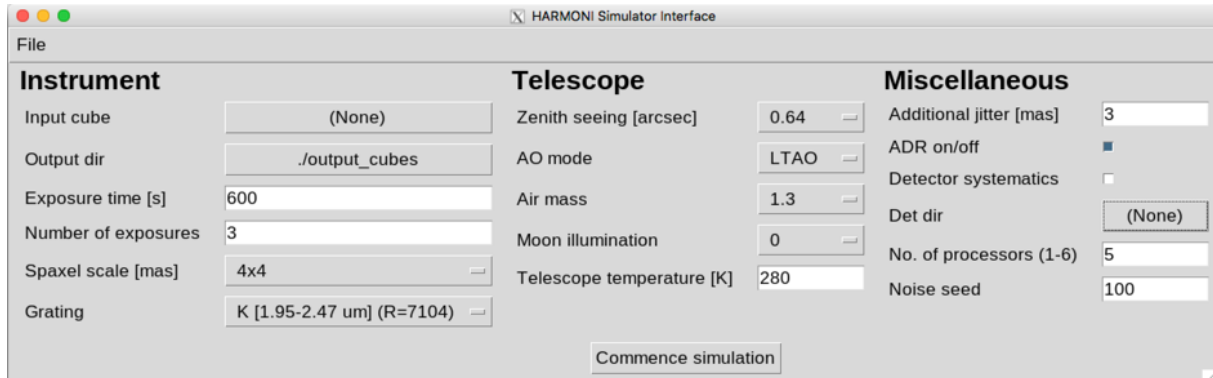 HARMONI Simulator Interface
File
Instrument
Input cube (None)
Output dir ./output_cubes
Exposure time [s] 600
Number of exposures 3
Spaxel scale [mas] 4x4
Grating K [1.95-2.47 um] (R=7104)
Telescope
Zenith seeing [arcsec] 0.64
AO mode LTAO
Air mass 1.3
Moon illumination 0
Telescope temperature [K] 280
Miscellaneous
Additional jitter [mas] 3
ADR on/off
Detector systematics
Det dir (None)
No. of processors (1-6) 5
Noise seed 100
Commence simulation